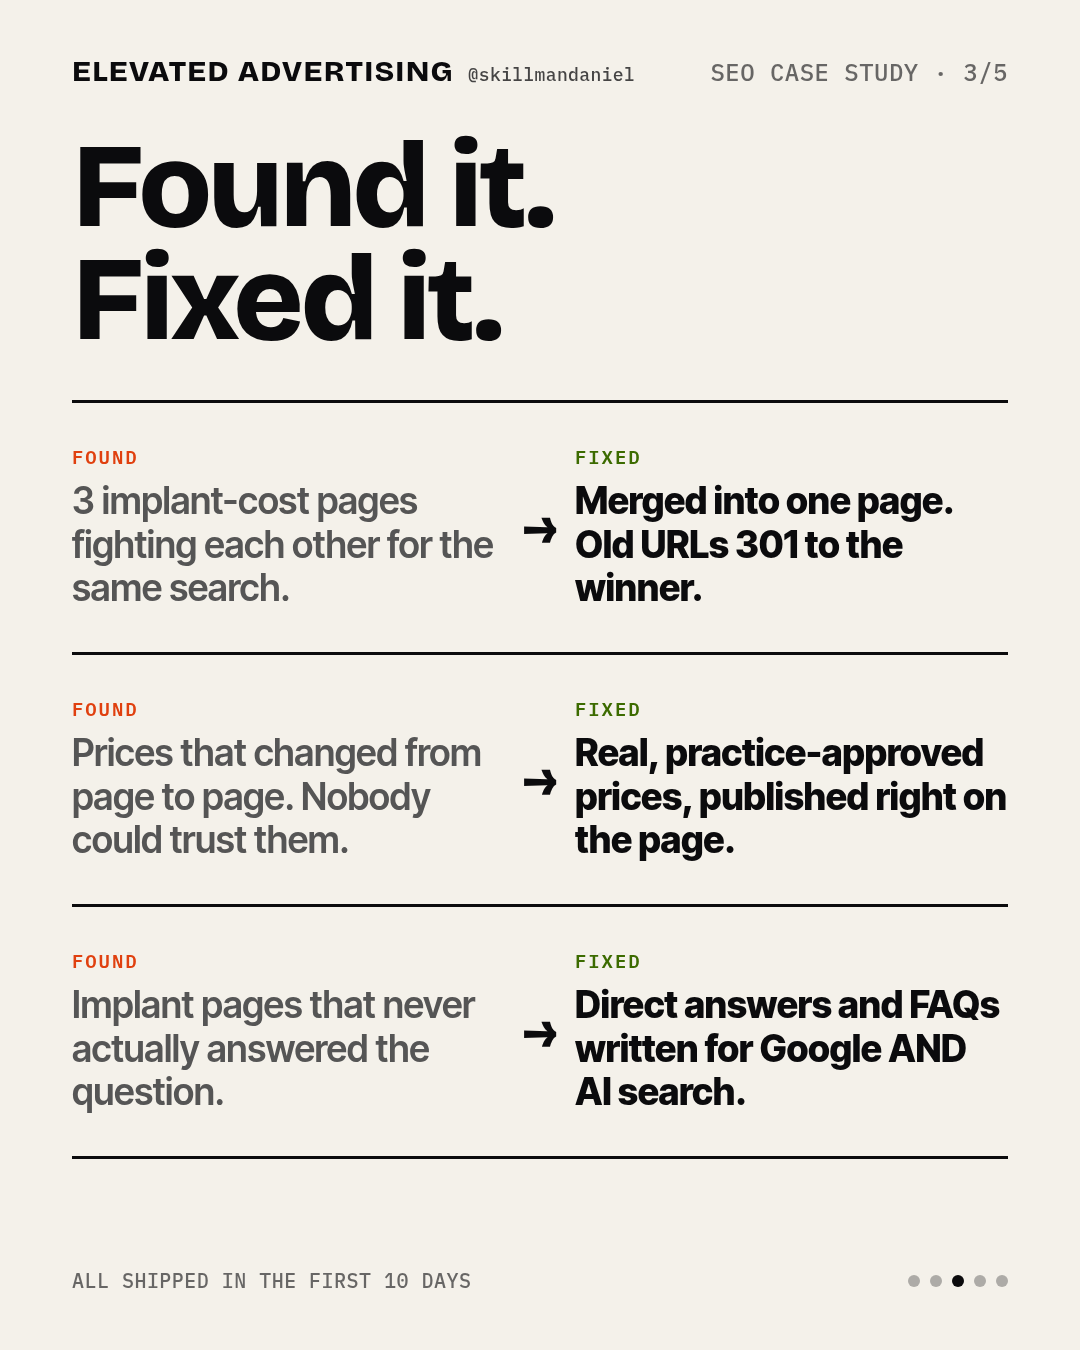 ELEVATED ADVERTISING @skillmandaniel SEO CASE STUDY · 3/5
Found it.
Fixed it.
FOUND
3 implant-cost pages
fighting each other for the
same search.
→
FIXED
Merged into one page.
Old URLs 301 to the
winner.
FOUND
Prices that changed from
page to page. Nobody
could trust them.
→
FIXED
Real, practice-approved
prices, published right on
the page.
FOUND
Implant pages that never
actually answered the
question.
→
FIXED
Direct answers and FAQs
written for Google AND
AI search.
ALL SHIPPED IN THE FIRST 10 DAYS